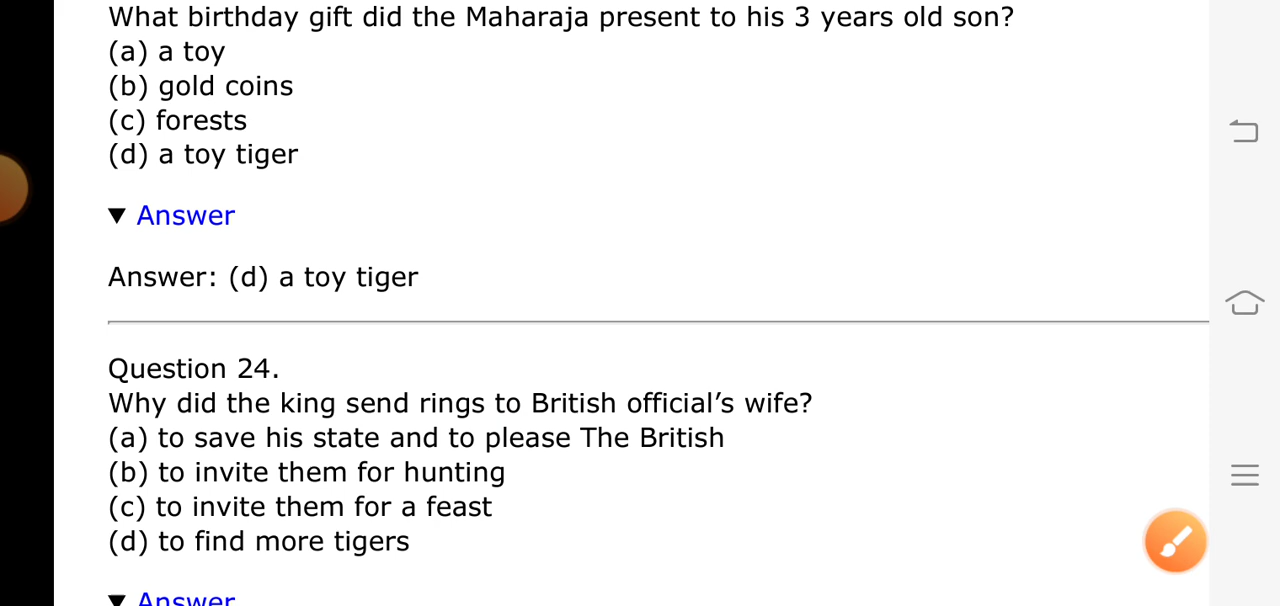 What birthday gift did the Maharaja present to his 3 years old son?
(a) a toy
(b) gold coins
(c) forests
(d) a toy tiger
▼ Answer
Answer: (d) a toy tiger
Question 24.
Why did the king send rings to British official’s wife?
(a) to save his state and to please The British
(b) to invite them for hunting
(c) to invite them for a feast
(d) to find more tigers
▼ Answer